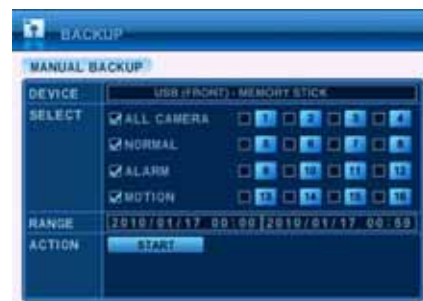 BACKUP
MANUAL BACKUP
DEVICE USB (FRONT) - MEMORY STICK
SELECT ALL CAMERA 1 2 3 4
NORMAL 5 6 7 8
ALARM 9 10 11 12
MOTION 13 14 15 16
RANGE 2010/01/17 00:00 2010/01/17 00:59
ACTION START